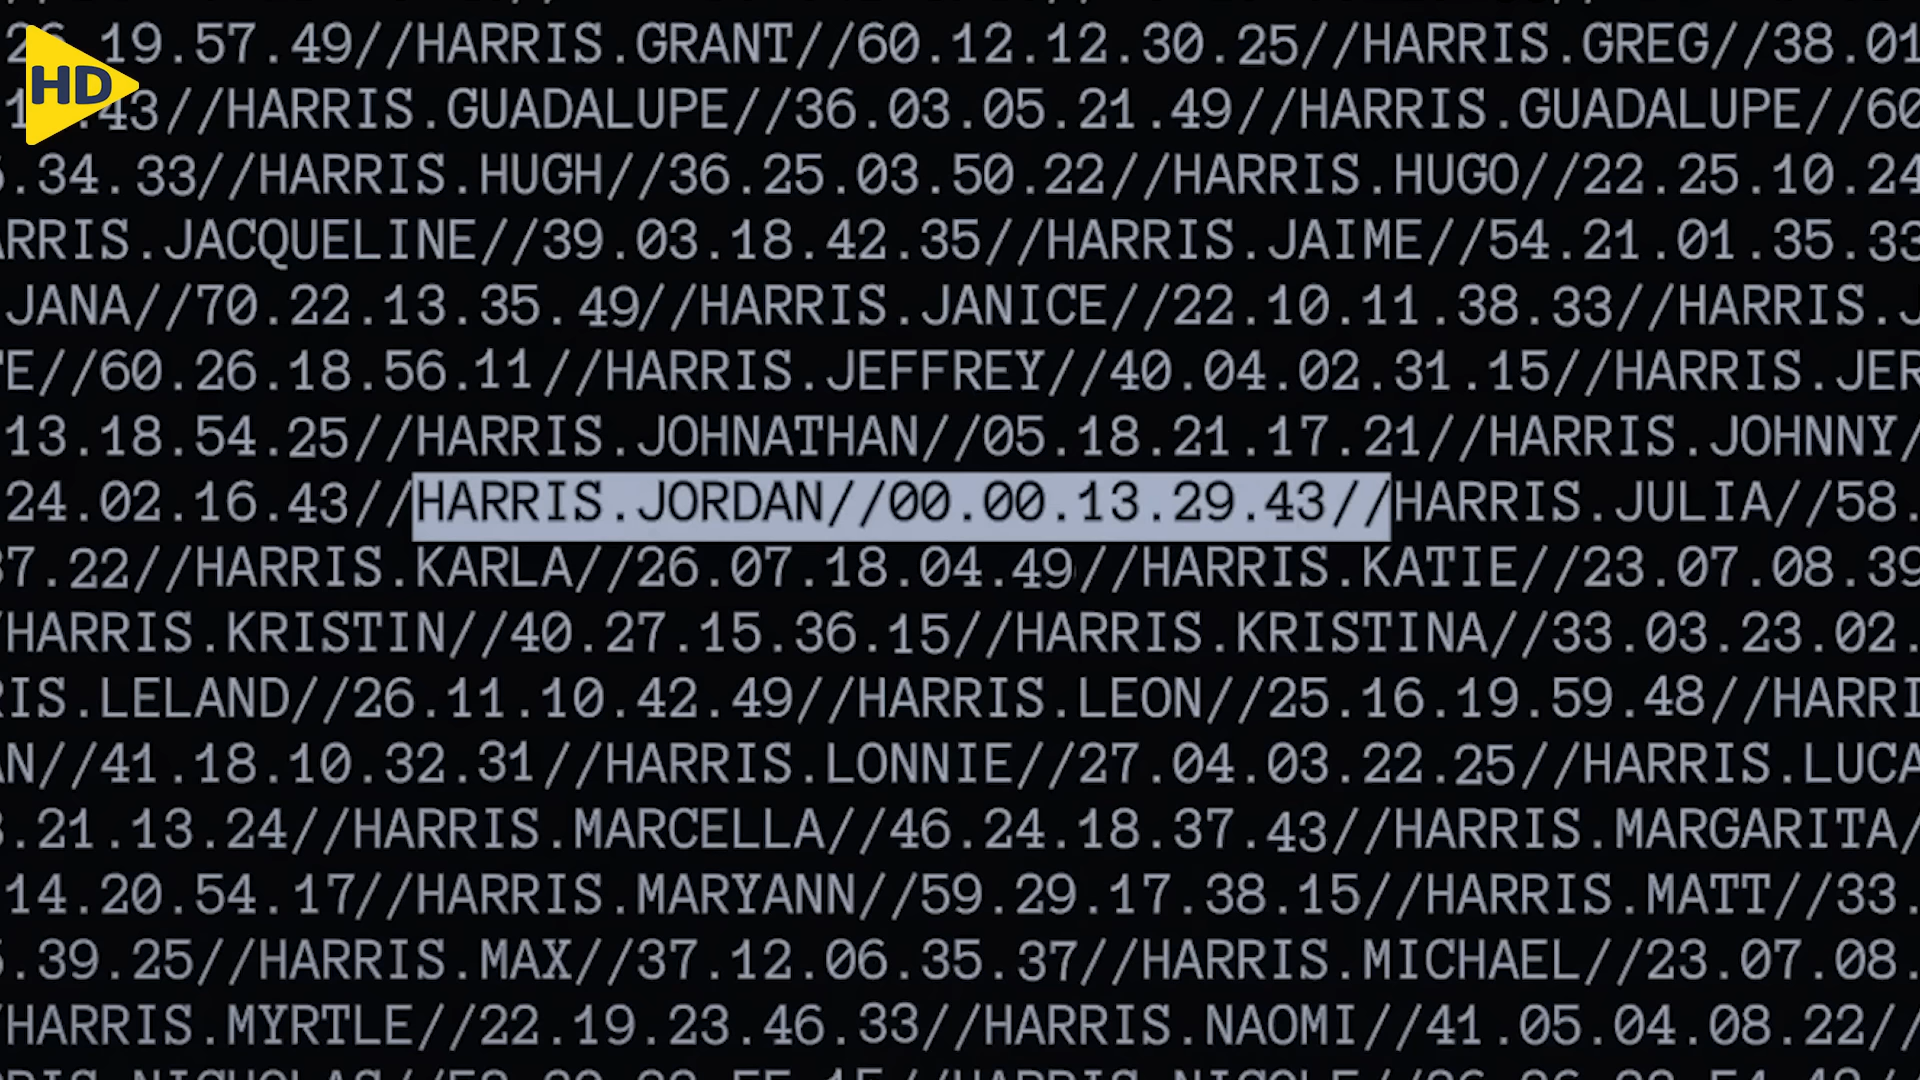 HD
19.57.49//HARRIS.GRANT//60.12.12.30.25//HARRIS.GREG//38.01
.43//HARRIS.GUADALUPE//36.03.05.21.49//HARRIS.GUADALUPE//60
.34.33//HARRIS.HUGH//36.25.03.50.22//HARRIS.HUGO//22.25.10.24
ARRIS.JACQUELINE//39.03.18.42.35//HARRIS.JAIME//54.21.01.35.33
.JANA//70.22.13.35.49//HARRIS.JANICE//22.10.11.38.33//HARRIS.J
TE//60.26.18.56.11//HARRIS.JEFFREY//40.04.02.31.15//HARRIS.JER
13.18.54.25//HARRIS.JOHNATHAN//05.18.21.17.21//HARRIS.JOHNNY/
24.02.16.43//HARRIS.JORDAN//00.00.13.29.43//HARRIS.JULIA//58.
37.22//HARRIS.KARLA//26.07.18.04.49//HARRIS.KATIE//23.07.08.39
/HARRIS.KRISTIN//40.27.15.36.15//HARRIS.KRISTINA//33.03.23.02.
RIS.LELAND//26.11.10.42.49//HARRIS.LEON//25.16.19.59.48//HARRI
AN//41.18.10.32.31//HARRIS.LONNIE//27.04.03.22.25//HARRIS.LUCA
.21.13.24//HARRIS.MARCELLA//46.24.18.37.43//HARRIS.MARGARITA/
14.20.54.17//HARRIS.MARYANN//59.29.17.38.15//HARRIS.MATT//33.
.39.25//HARRIS.MAX//37.12.06.35.37//HARRIS.MICHAEL//23.07.08.
/HARRIS.MYRTLE//22.19.23.46.33//HARRIS.NAOMI//41.05.04.08.22//